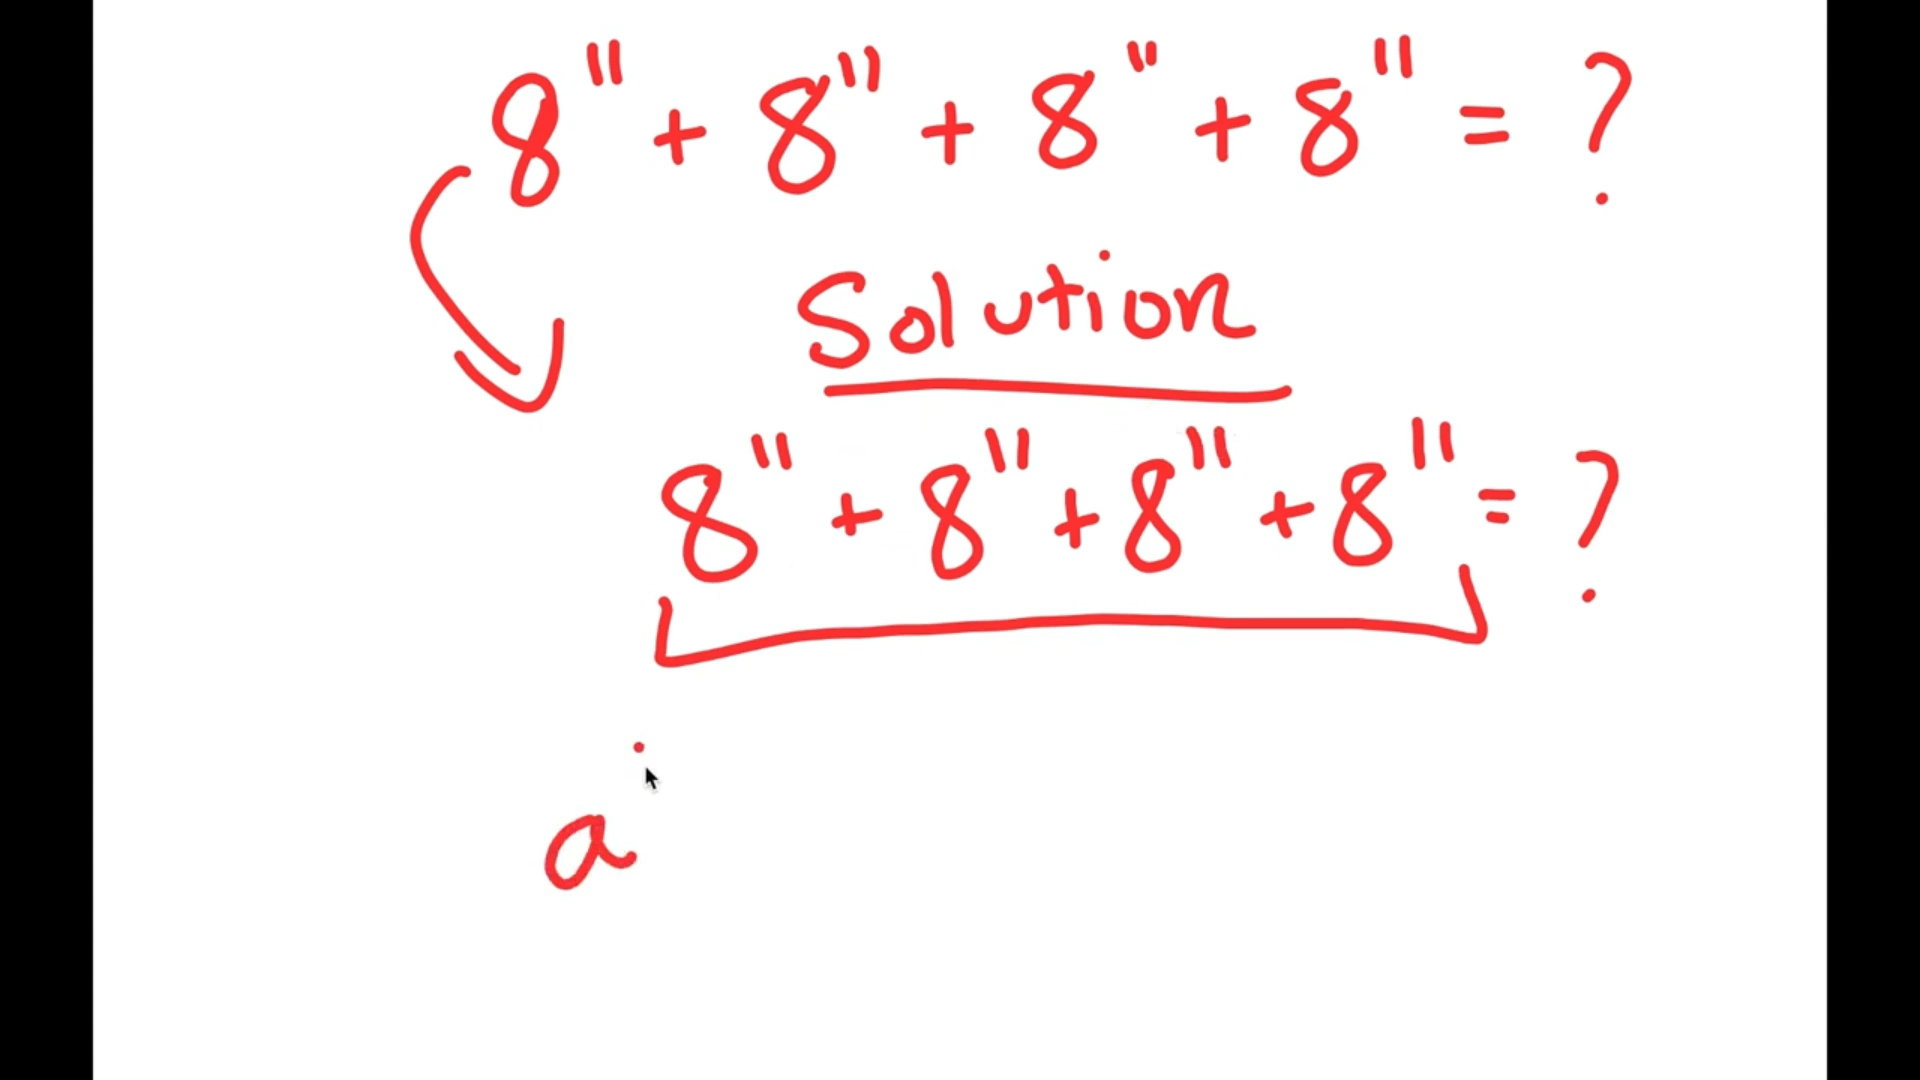 8¹¹ + 8¹¹ + 8¹¹ + 8¹¹ = ?
Solution
8¹¹ + 8¹¹ + 8¹¹ + 8¹¹ = ?
a